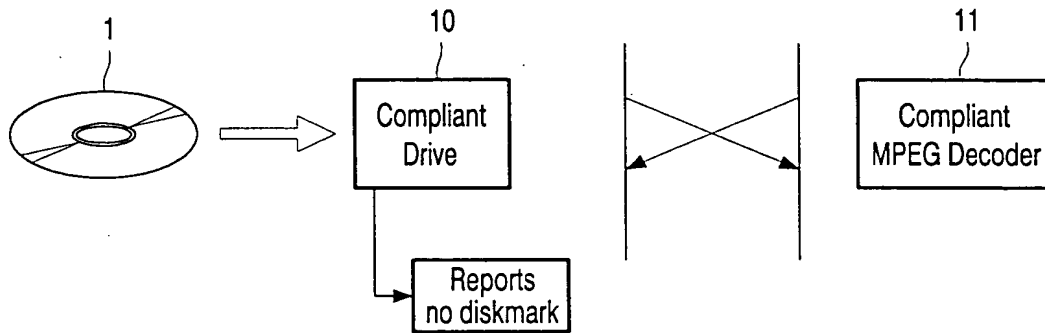 1
10
11
Compliant
Drive
Compliant
MPEG Decoder
Reports
no diskmark